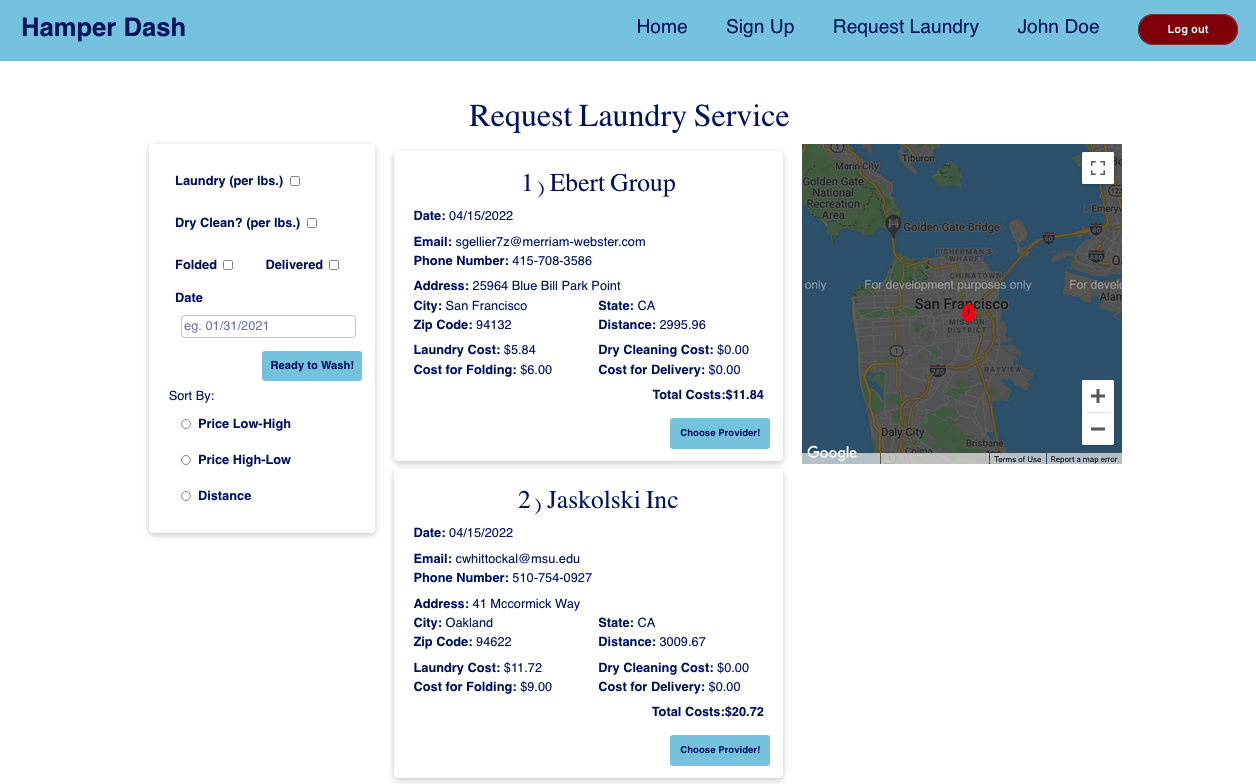 Hamper Dash
Home
Sign Up
Request Laundry
John Doe
Log out
Request Laundry Service
Laundry (per lbs.)
Dry Clean? (per lbs.)
Folded
Delivered
Date
eg. 01/31/2021
Ready to Wash!
Sort By:
Price Low-High
Price High-Low
Distance
1 ) Ebert Group
Date: 04/15/2022
Email: sgellier7z@merriam-webster.com
Phone Number: 415-708-3586
Address: 25964 Blue Bill Park Point
City: San Francisco
State: CA
Zip Code: 94132
Distance: 2995.96
Laundry Cost: $5.84
Dry Cleaning Cost: $0.00
Cost for Folding: $6.00
Cost for Delivery: $0.00
Total Costs:$11.84
Choose Provider!
2 ) Jaskolski Inc
Date: 04/15/2022
Email: cwhittockal@msu.edu
Phone Number: 510-754-0927
Address: 41 Mccormick Way
City: Oakland
State: CA
Zip Code: 94622
Distance: 3009.67
Laundry Cost: $11.72
Dry Cleaning Cost: $0.00
Cost for Folding: $9.00
Cost for Delivery: $0.00
Total Costs:$20.72
Choose Provider!
Tiburon
Marin City
Golden Gate
National
Recreation
Area
Golden Gate Bridge
Emeryv
80
80
580
880
FISHERMAN'S
WHARF
CHINATOWN
only
For development purposes only
For develo
Alam
San Francisco
1
MISSION
DISTRICT
1
280
BAYVIEW
Daly City
Brisbane
Colma
Google
Terms of Use
Report a map error